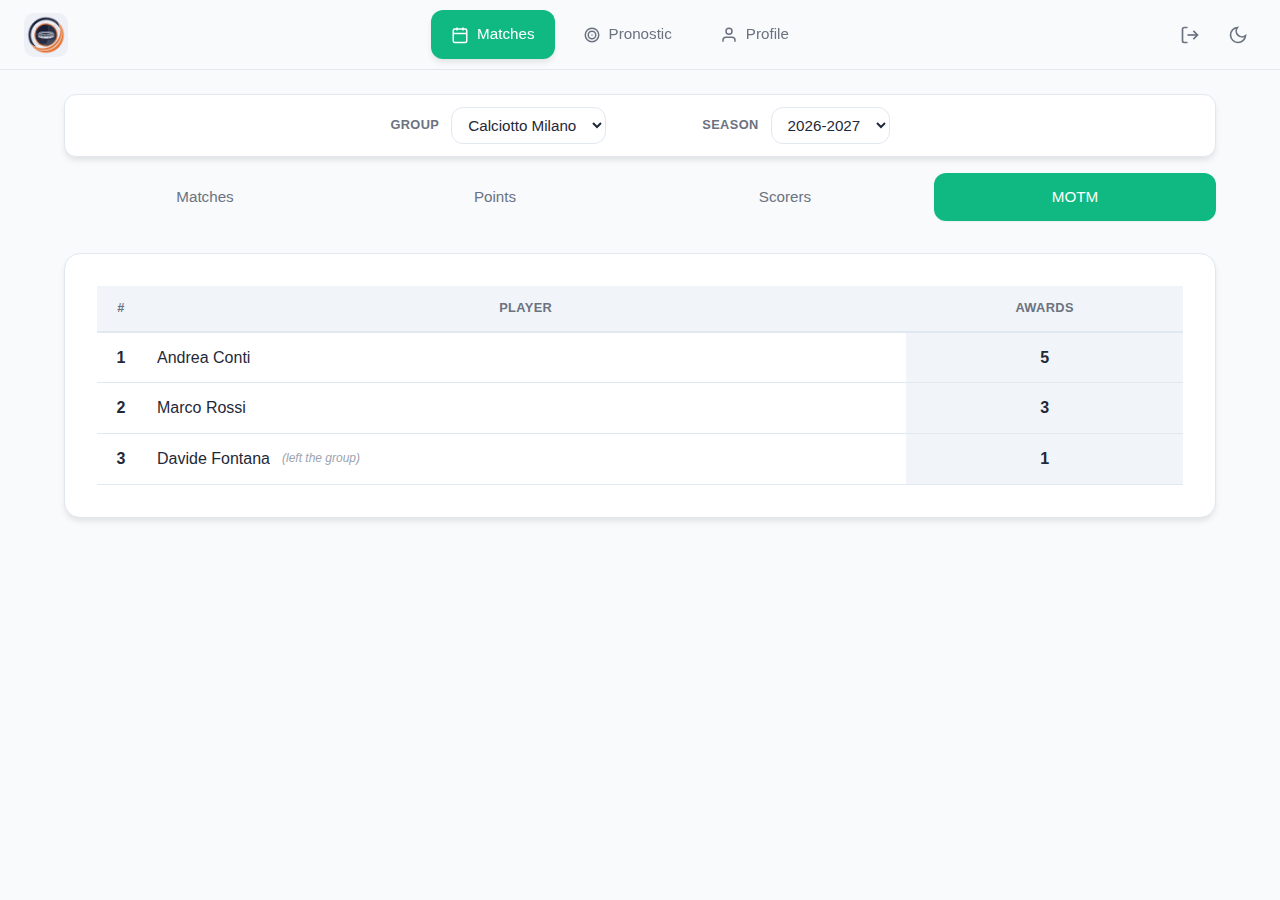 Matches Pronostic Profile
GROUP Calciotto Milano SEASON 2026-2027
Matches Points Scorers MOTM
# PLAYER AWARDS
1 Andrea Conti 5
2 Marco Rossi 3
3 Davide Fontana (left the group) 1